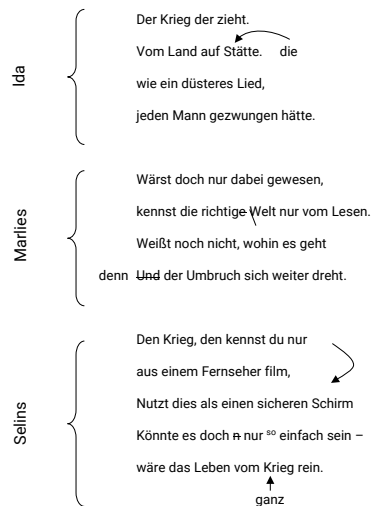 Ida
Der Krieg der zieht.
Vom Land auf Stätte. die
wie ein düsteres Lied,
jeden Mann gezwungen hätte.
Marlies
Wärst doch nur dabei gewesen,
kennst die richtige Welt nur vom Lesen.
Weißt noch nicht, wohin es geht
denn Und der Umbruch sich weiter dreht.
Selins
Den Krieg, den kennst du nur
aus einem Fernseher film,
Nutzt dies als einen sicheren Schirm
Könnte es doch n nur so einfach sein –
wäre das Leben vom Krieg rein.
ganz